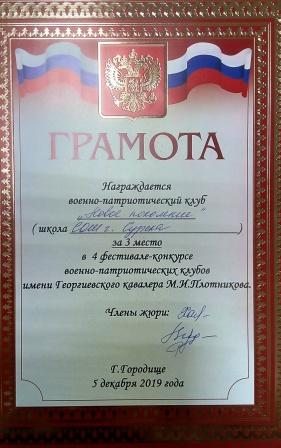 ГРАМОТА
Награждается
военно-патриотический клуб
„Новое поколение"
( школа СОШ г. Сурска )
за 3 место
в 4 фестивале-конкурсе
военно-патриотических клубов
имени Георгиевского кавалера М.И.Плотникова.
Члены жюри:
Г.Городище
5 декабря 2019 года